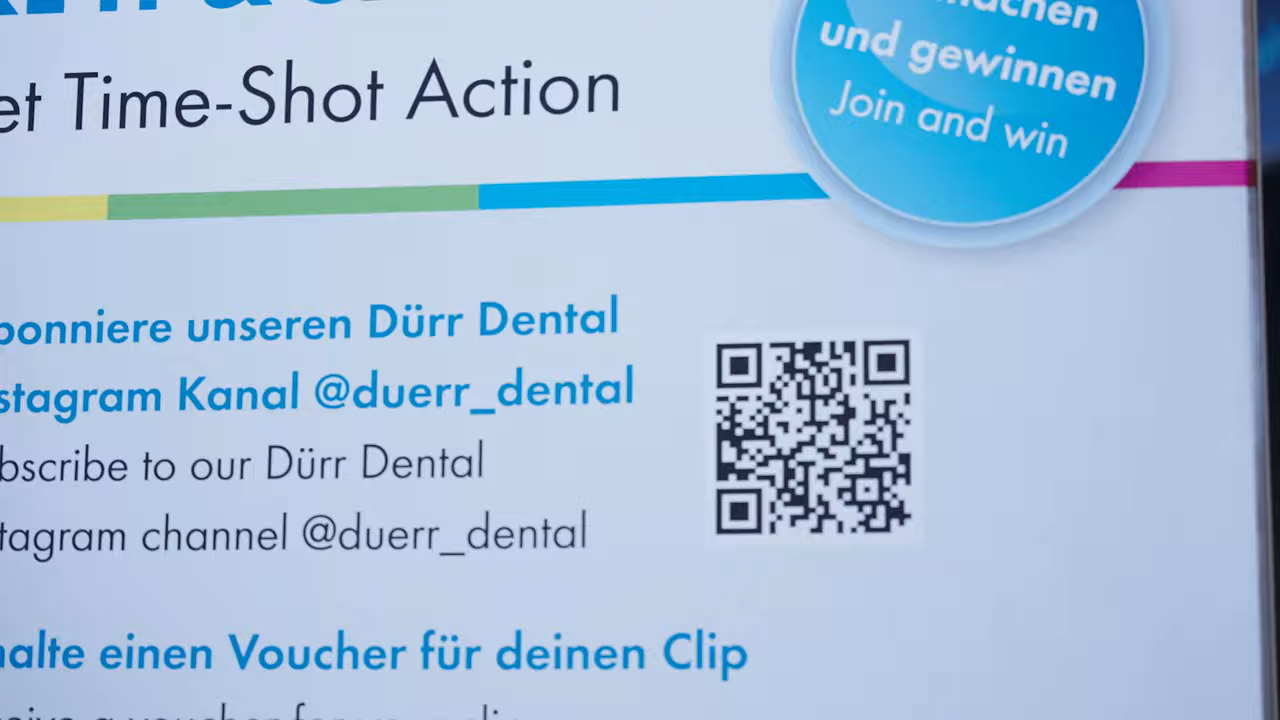 et Time-Shot Action
und gewinnen
Join and win
bonniere unseren Dürr Dental
stagram Kanal @duerr_dental
bscribe to our Dürr Dental
tagram channel @duerr_dental
halte einen Voucher für deinen Clip